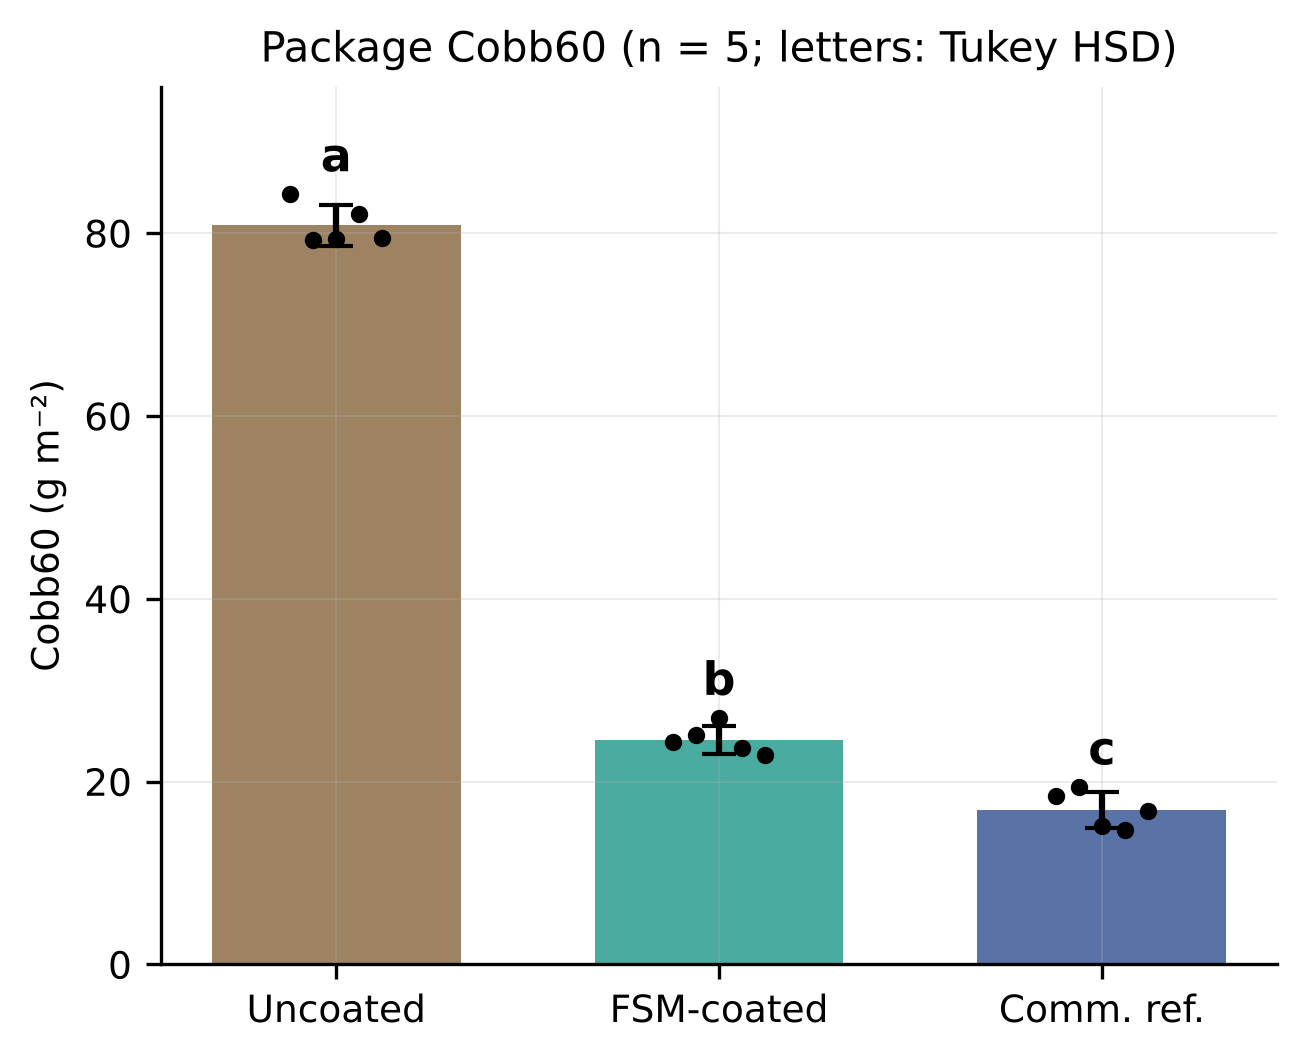 Package Cobb60 (n = 5; letters: Tukey HSD)
Cobb60 (g m⁻²)
80
60
40
20
0
a
b
c
Uncoated
FSM-coated
Comm. ref.